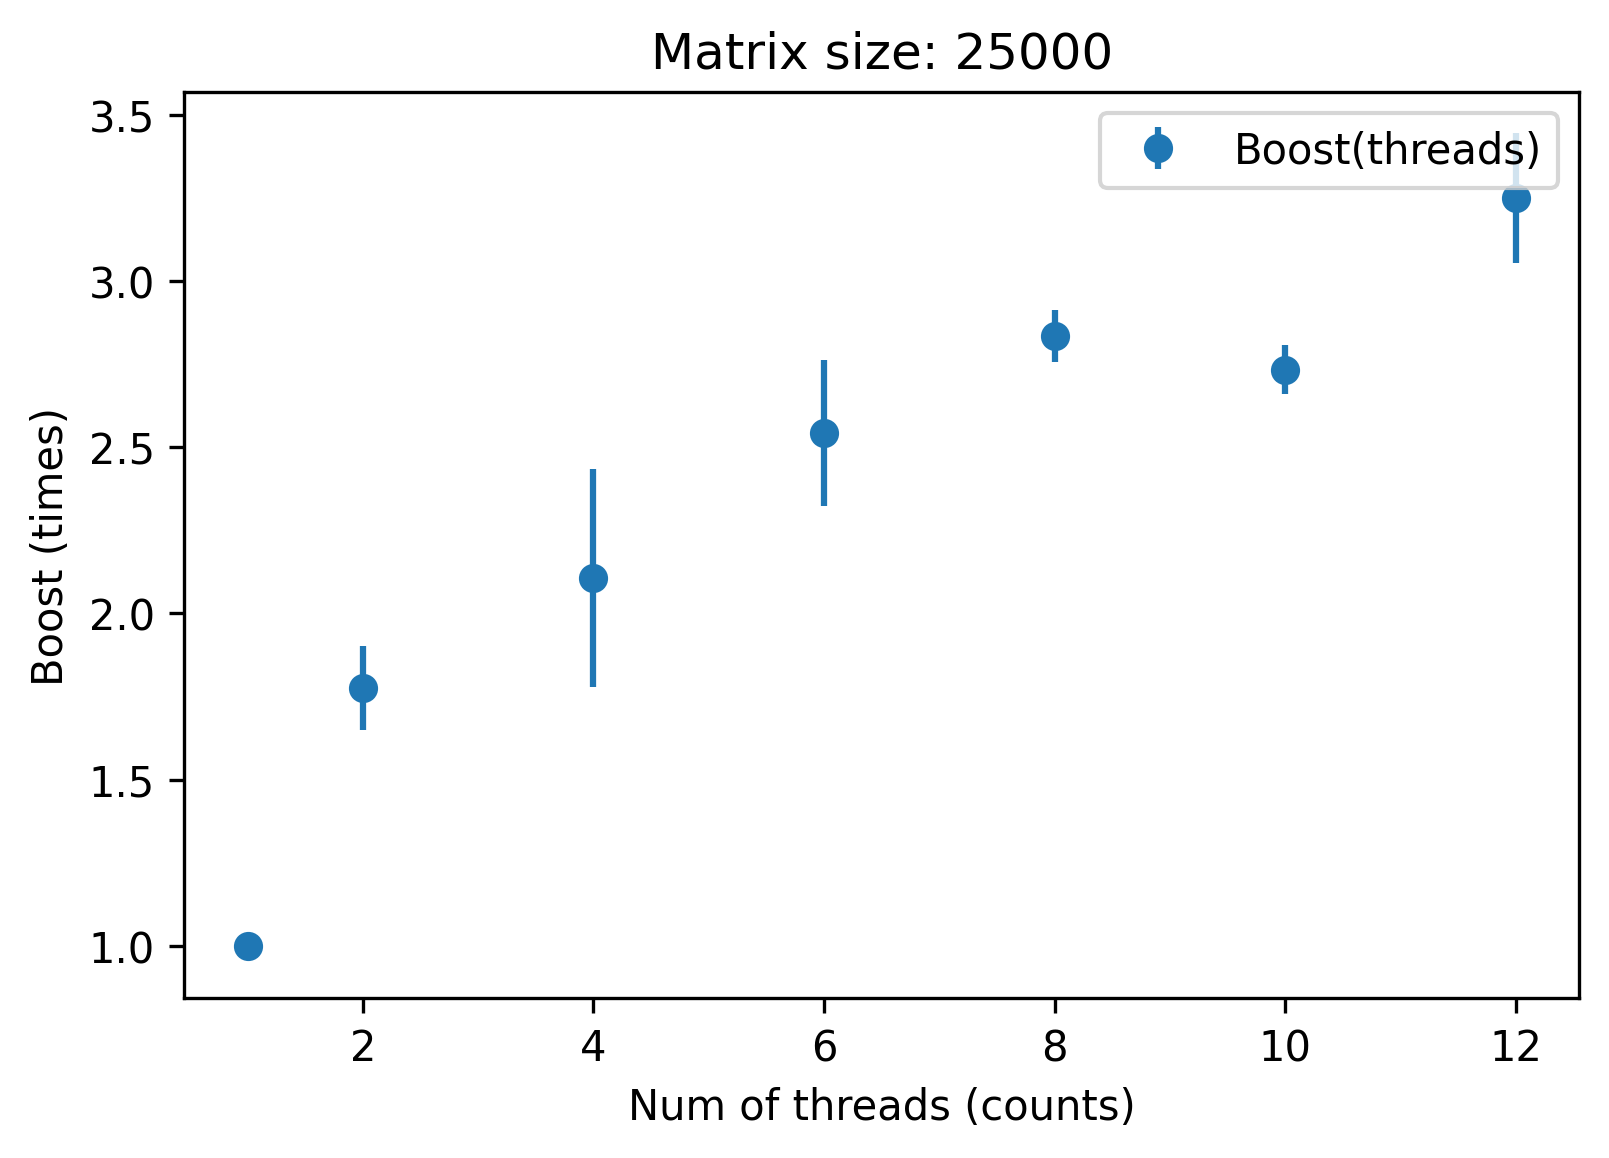 Matrix size: 25000
Boost(threads)
3.5
3.0
2.5
2.0
1.5
1.0
Boost (times)
2 4 6 8 10 12
Num of threads (counts)